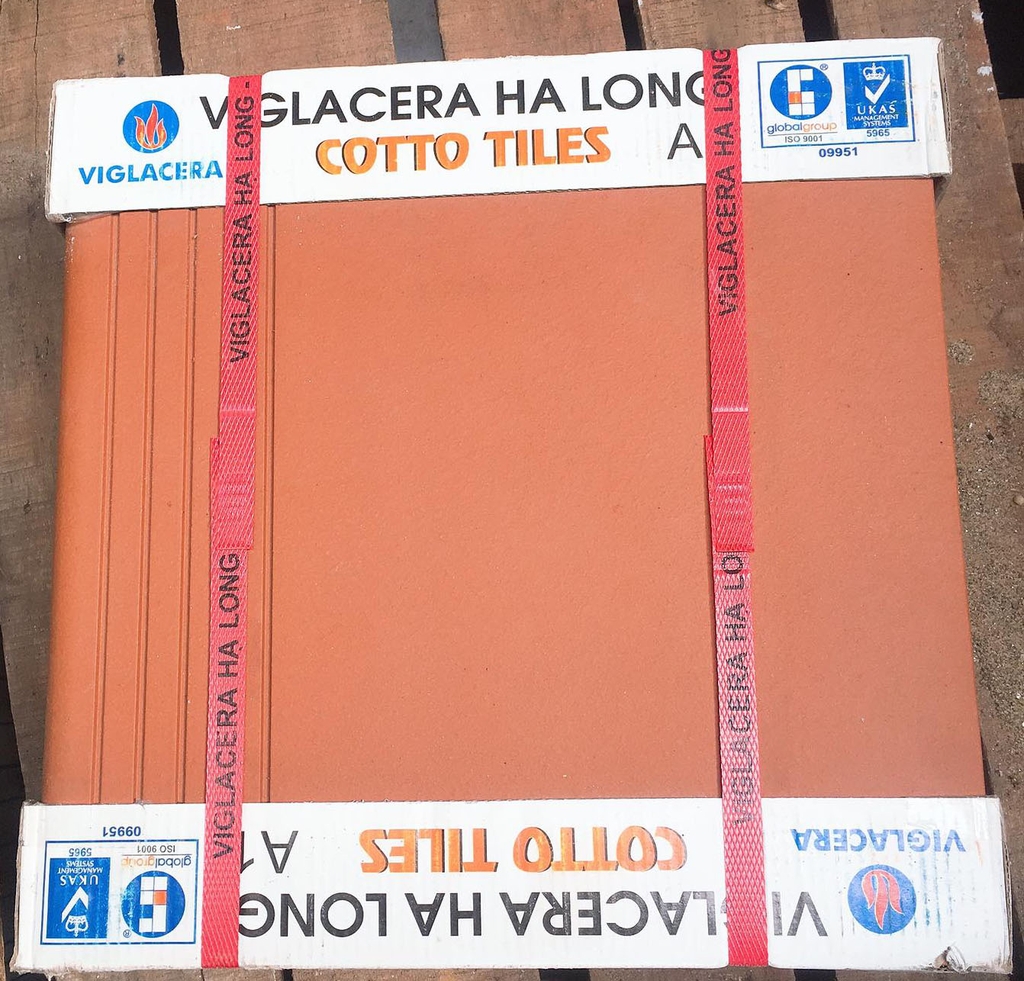 VIGLACERA HA LONG
COTTO TILES
A
VIGLACERA
globalgroup
ISO 9001
UKAS
MANAGEMENT
SYSTEMS
5965
09951
VIGLACERA HA LONG -
VIGLACERA HA LONG
VIGLACERA HA LONG
VIGLACERA HA LO
VIGLACERA HA LONG
COTTO TILES
A1
VIGLACERA
globalgroup
ISO 9001
UKAS
MANAGEMENT
SYSTEMS
5965
09951